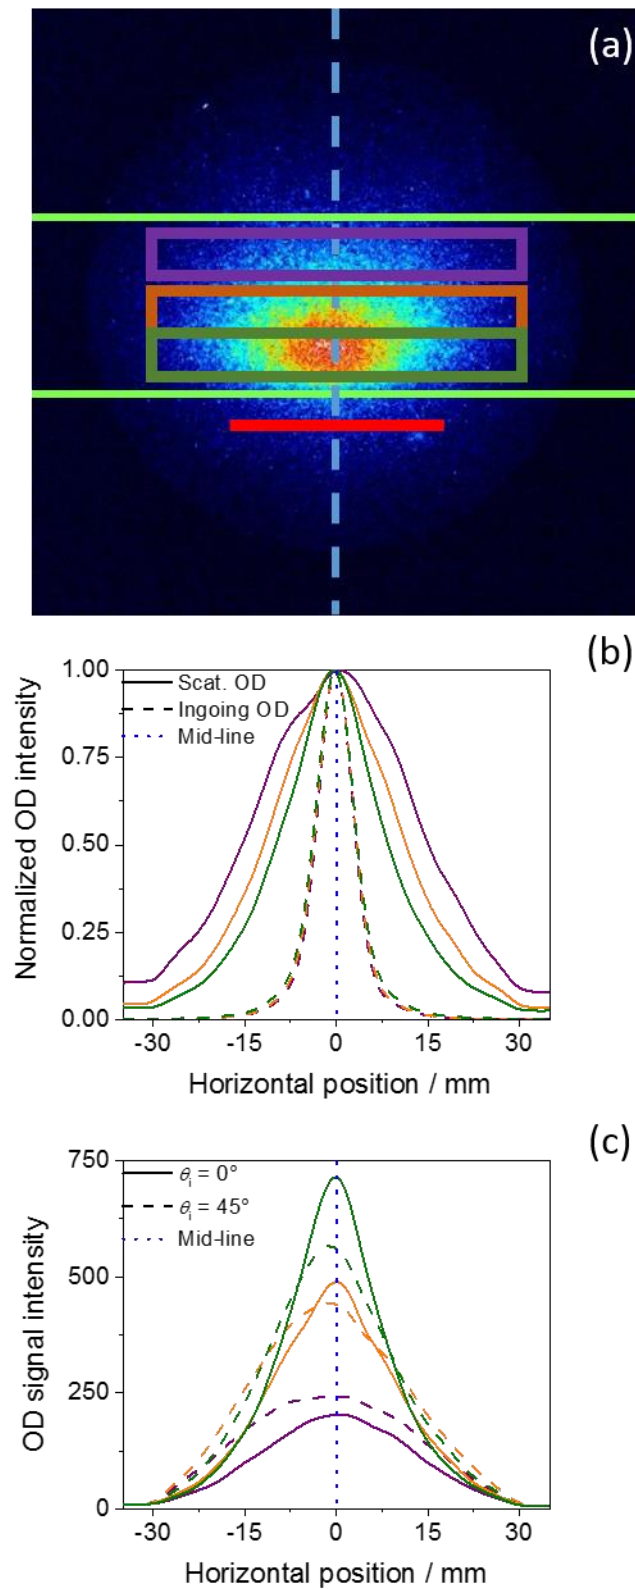 (a)
(b)
1.00
0.75
0.50
0.25
0.00
Normalized OD intensity
Scat. OD
Ingoing OD
Mid-line
-30 -15 0 15 30
Horizontal position / mm
(c)
750
500
250
0
OD signal intensity
θi = 0°
θi = 45°
Mid-line
-30 -15 0 15 30
Horizontal position / mm